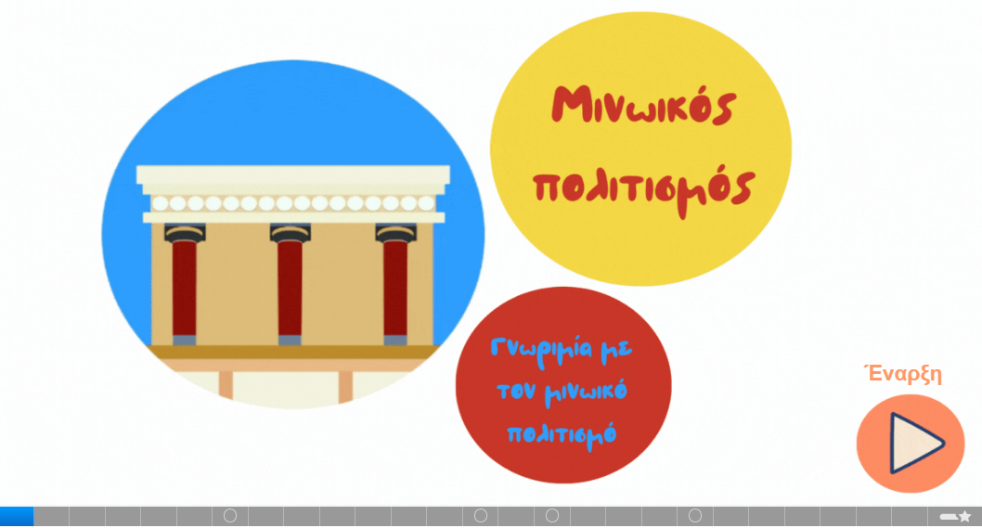 Μινωικός
πολιτισμός
Γνωριμία με
τον μινωικό
πολιτισμό
Έναρξη